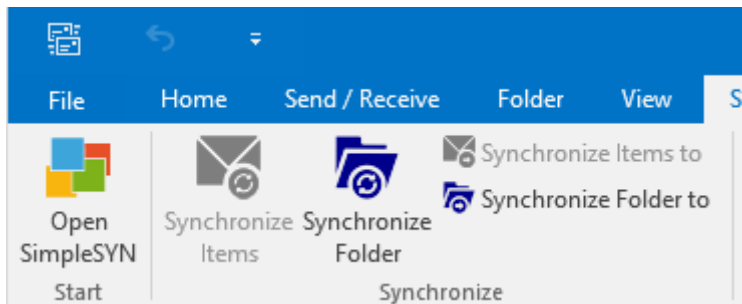 File Home Send / Receive Folder View S
Open SimpleSYN
Synchronize Items
Synchronize Folder
Synchronize Items to
Synchronize Folder to
Start
Synchronize